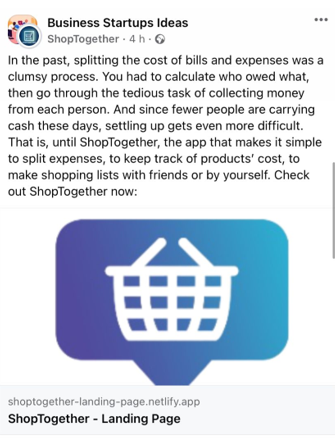 Business Startups Ideas
ShopTogether · 4 h ·
In the past, splitting the cost of bills and expenses was a
clumsy process. You had to calculate who owed what,
then go through the tedious task of collecting money
from each person. And since fewer people are carrying
cash these days, settling up gets even more difficult.
That is, until ShopTogether, the app that makes it simple
to split expenses, to keep track of products’ cost, to
make shopping lists with friends or by yourself. Check
out ShopTogether now:
shoptogether-landing-page.netlify.app
ShopTogether - Landing Page